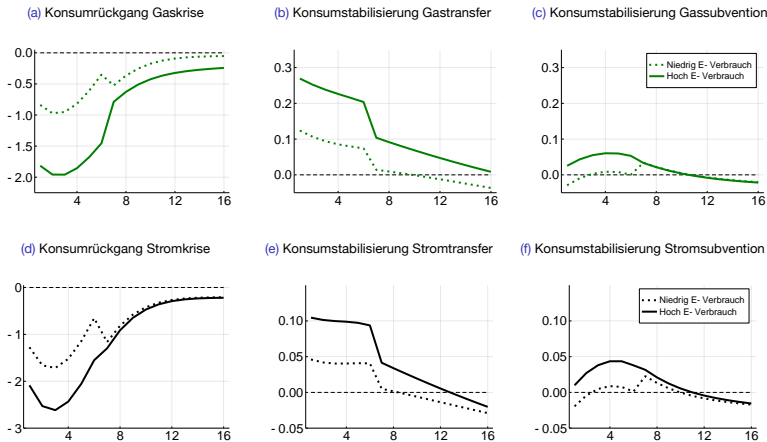 (a) Konsumrückgang Gaskrise
(b) Konsumstabilisierung Gastransfer
(c) Konsumstabilisierung Gassubvention
0.0
- 0.5
- 1.0
- 1.5
- 2.0
4 8 12 16
0.3
0.2
0.1
0.0
4 8 12 16
0.3
0.2
0.1
0.0
4 8 12 16
Niedrig E- Verbrauch
Hoch E- Verbrauch
(d) Konsumrückgang Stromkrise
(e) Konsumstabilisierung Stromtransfer
(f) Konsumstabilisierung Stromsubvention
0
- 1
- 2
- 3
4 8 12 16
0.10
0.05
0.00
- 0.05
4 8 12 16
0.10
0.05
0.00
- 0.05
4 8 12 16
Niedrig E- Verbrauch
Hoch E- Verbrauch